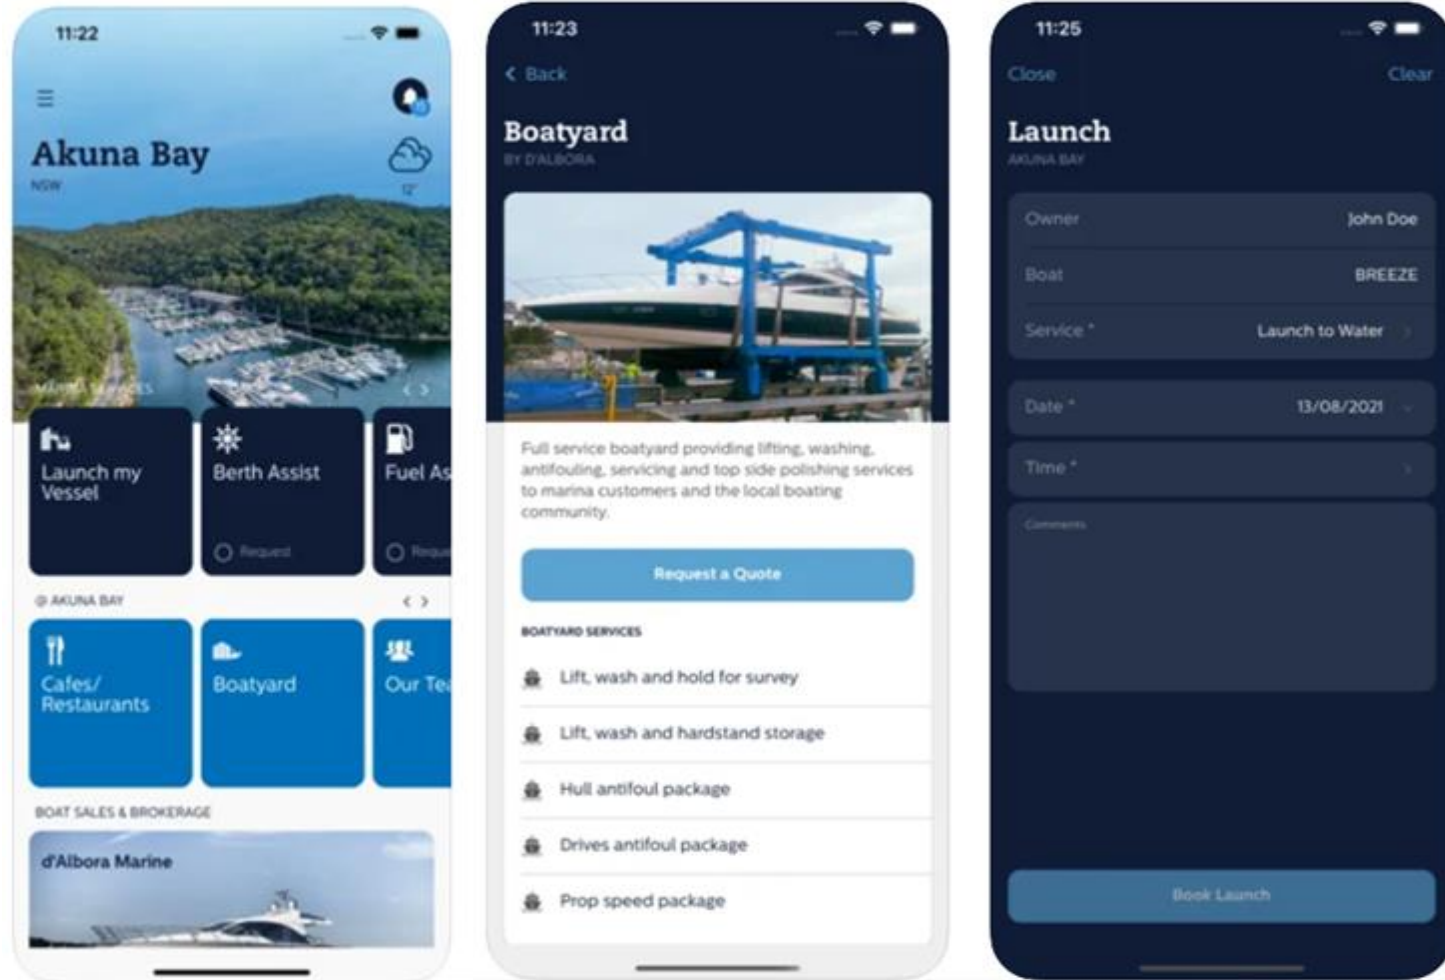 11:22
Akuna Bay
NSW
12°
MARINA SERVICES
Launch my
Vessel
Berth Assist
Request
Fuel As
Reque
@ AKUNA BAY
Cafes/
Restaurants
Boatyard
Our Tea
BOAT SALES & BROKERAGE
d'Albora Marine
11:23
Back
Boatyard
BY D'ALBORA
Full service boatyard providing lifting, washing,
antifouling, servicing and top side polishing services
to marina customers and the local boating
community.
Request a Quote
BOATYARD SERVICES
Lift, wash and hold for survey
Lift, wash and hardstand storage
Hull antifoul package
Drives antifoul package
Prop speed package
11:25
Close
Clear
Launch
AKUNA BAY
Owner John Doe
Boat BREEZE
Service * Launch to Water
Date * 13/08/2021
Time *
Comments
Book Launch